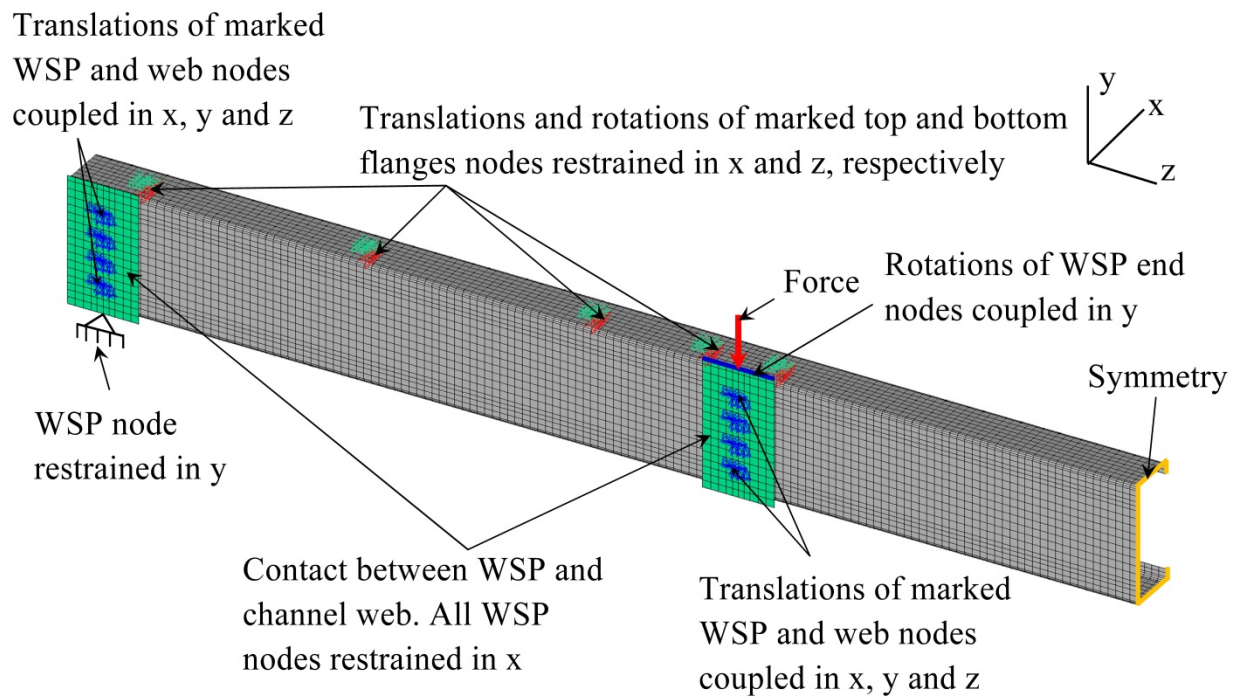 Translations of marked
WSP and web nodes
coupled in x, y and z
Translations and rotations of marked top and bottom
flanges nodes restrained in x and z, respectively
y
x
z
Force
Rotations of WSP end
nodes coupled in y
Symmetry
WSP node
restrained in y
Contact between WSP and
channel web. All WSP
nodes restrained in x
Translations of marked
WSP and web nodes
coupled in x, y and z